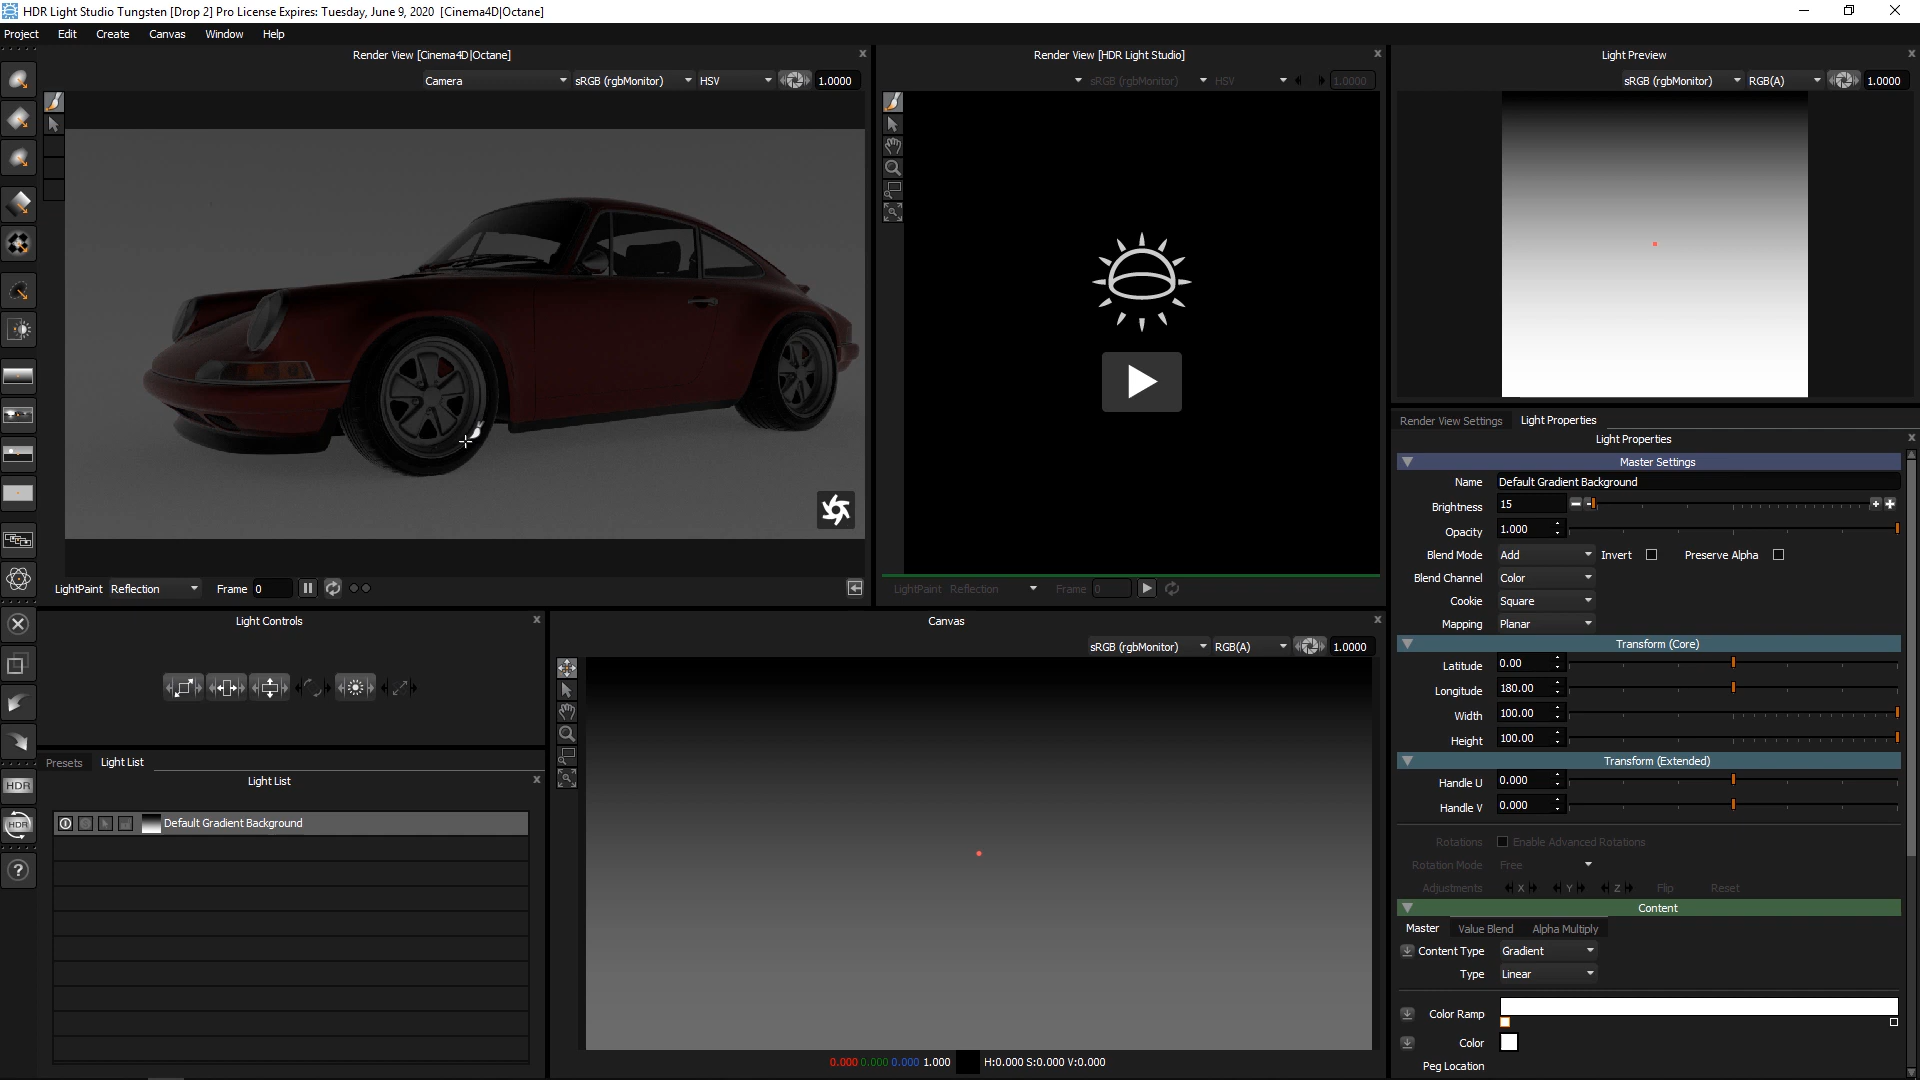 HDR Light Studio Tungsten [Drop 2] Pro License Expires: Tuesday, June 9, 2020 [Cinema4D|Octane]
Project Edit Create Canvas Window Help
Render View [Cinema4D|Octane]
Camera sRGB (rgbMonitor) HSV 1.0000
LightPaint Reflection Frame 0
Render View [HDR Light Studio]
sRGB (rgbMonitor) HSV 1.0000
LightPaint Reflection Frame 0
Light Preview
sRGB (rgbMonitor) RGB(A) 1.0000
HDR
HDR
?
Light Controls
Presets Light List
Light List
Default Gradient Background
Canvas
sRGB (rgbMonitor) RGB(A) 1.0000
0.000 0.000 0.000 1.000 H:0.000 S:0.000 V:0.000
Render View Settings Light Properties
Light Properties
Master Settings
Name Default Gradient Background
Brightness 15
Opacity 1.000
Blend Mode Add Invert Preserve Alpha
Blend Channel Color
Cookie Square
Mapping Planar
Transform (Core)
Latitude 0.00
Longitude 180.00
Width 100.00
Height 100.00
Transform (Extended)
Handle U 0.000
Handle V 0.000
Rotations Enable Advanced Rotations
Rotation Mode Free
Adjustments X Y Z Flip Reset
Content
Master Value Blend Alpha Multiply
Content Type Gradient
Type Linear
Color Ramp
Color
Peg Location